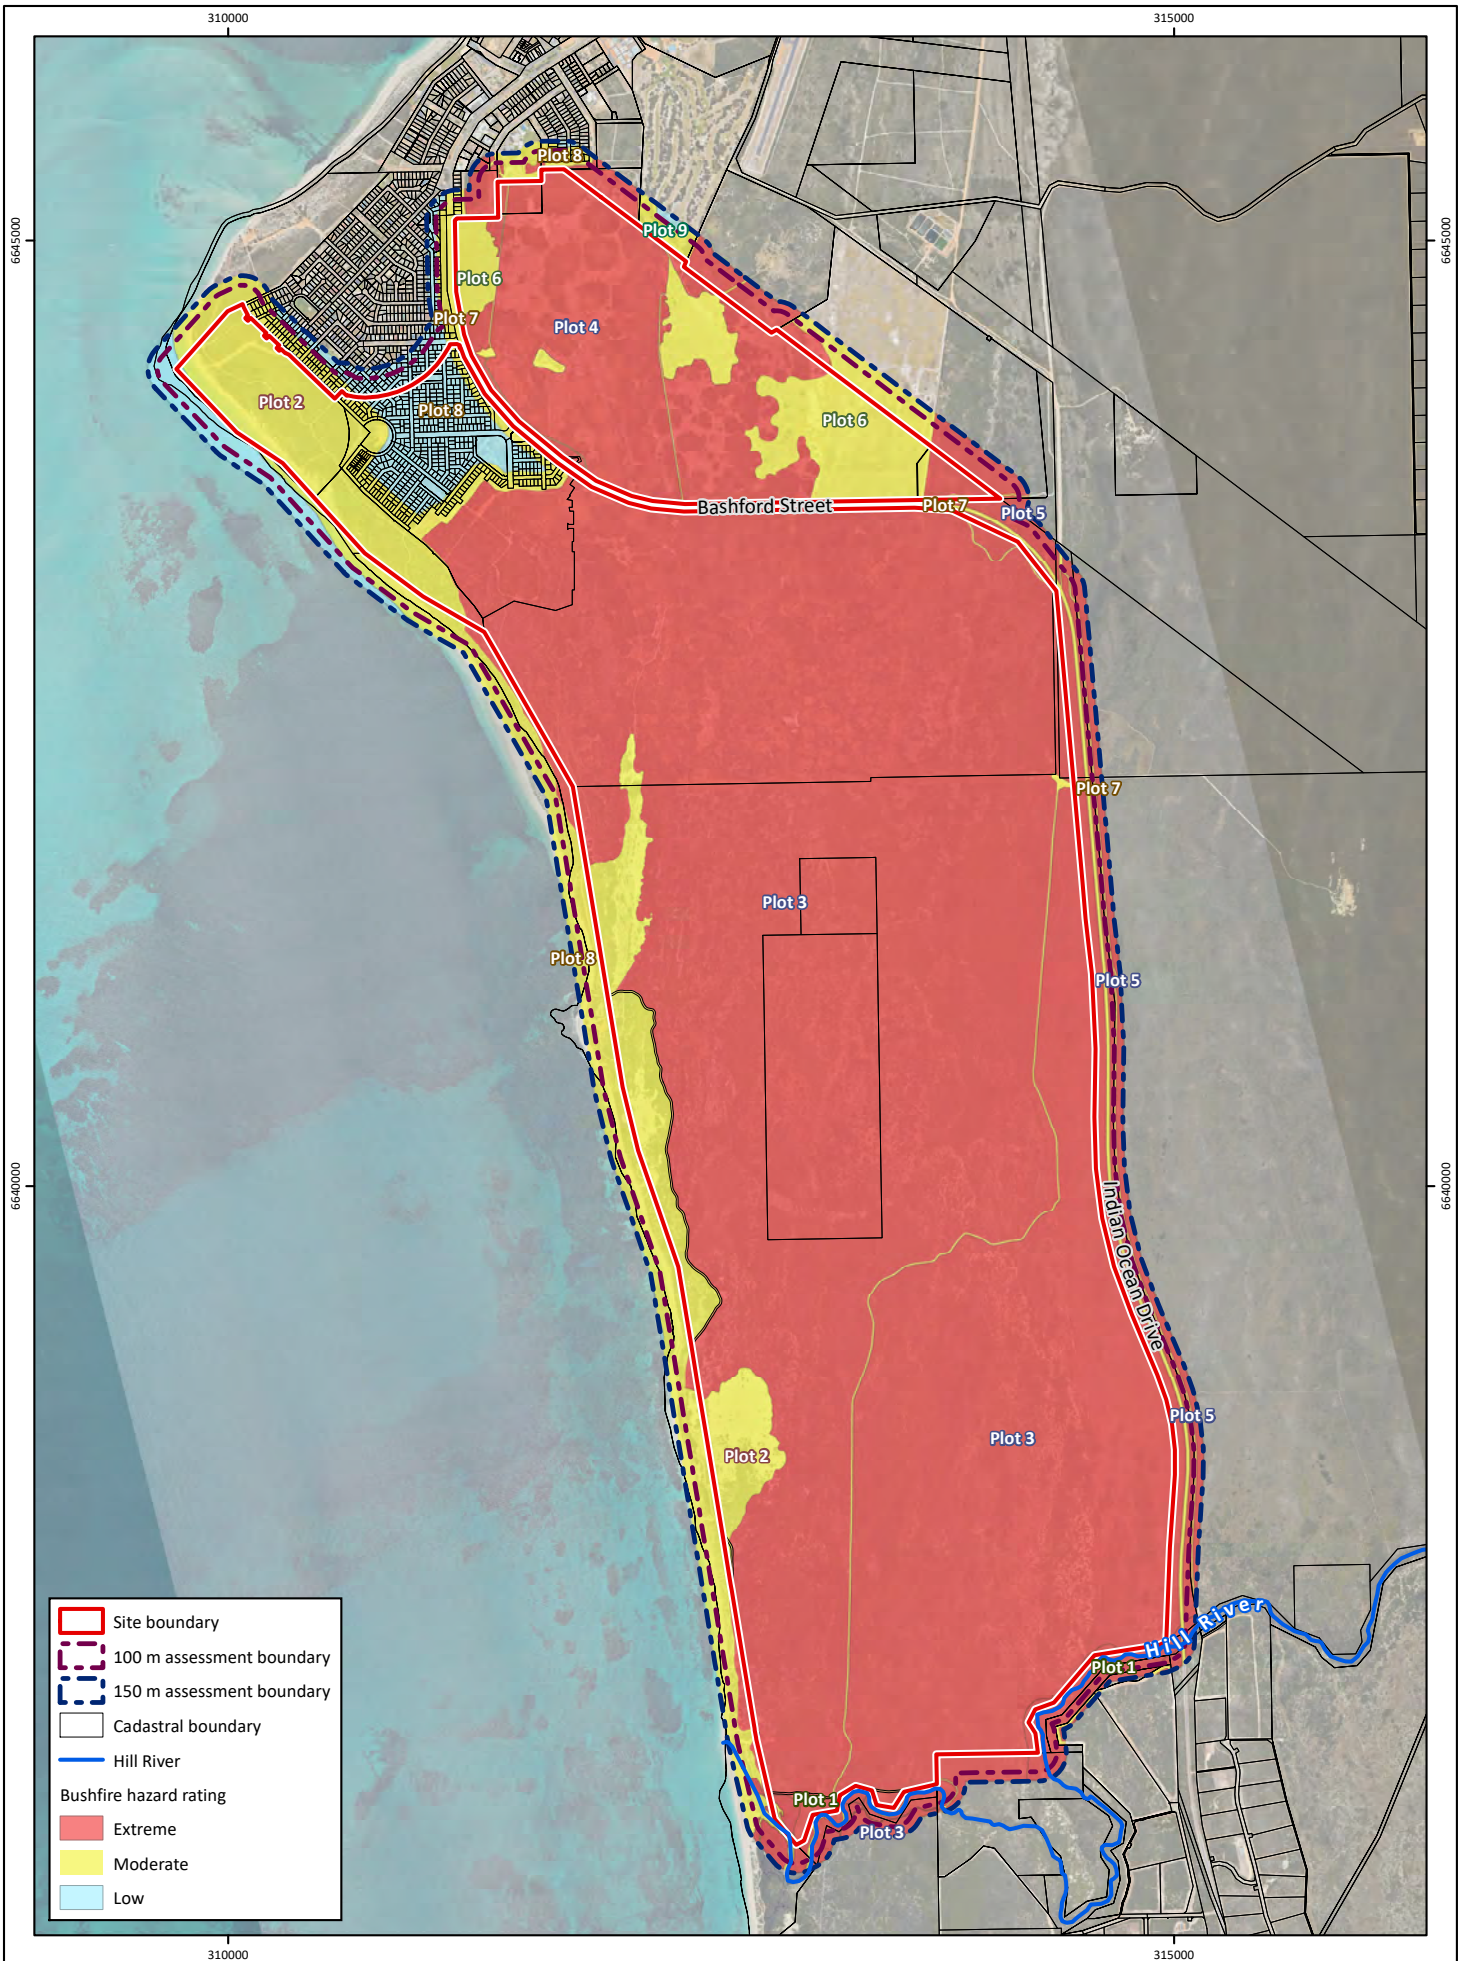 310000
315000
6645000
6645000
Plot 8
Plot 9
Plot 6
Plot 7
Plot 4
Plot 2
Plot 8
Plot 6
Bashford Street
Plot 7
Plot 5
Plot 7
Plot 3
Plot 8
Plot 5
6640000
6640000
Indian Ocean Drive
Plot 5
Plot 3
Plot 2
Hill River
Plot 1
Plot 1
Plot 3
Site boundary
100 m assessment boundary
150 m assessment boundary
Cadastral boundary
Hill River
Bushfire hazard rating
Extreme
Moderate
Low
310000
315000